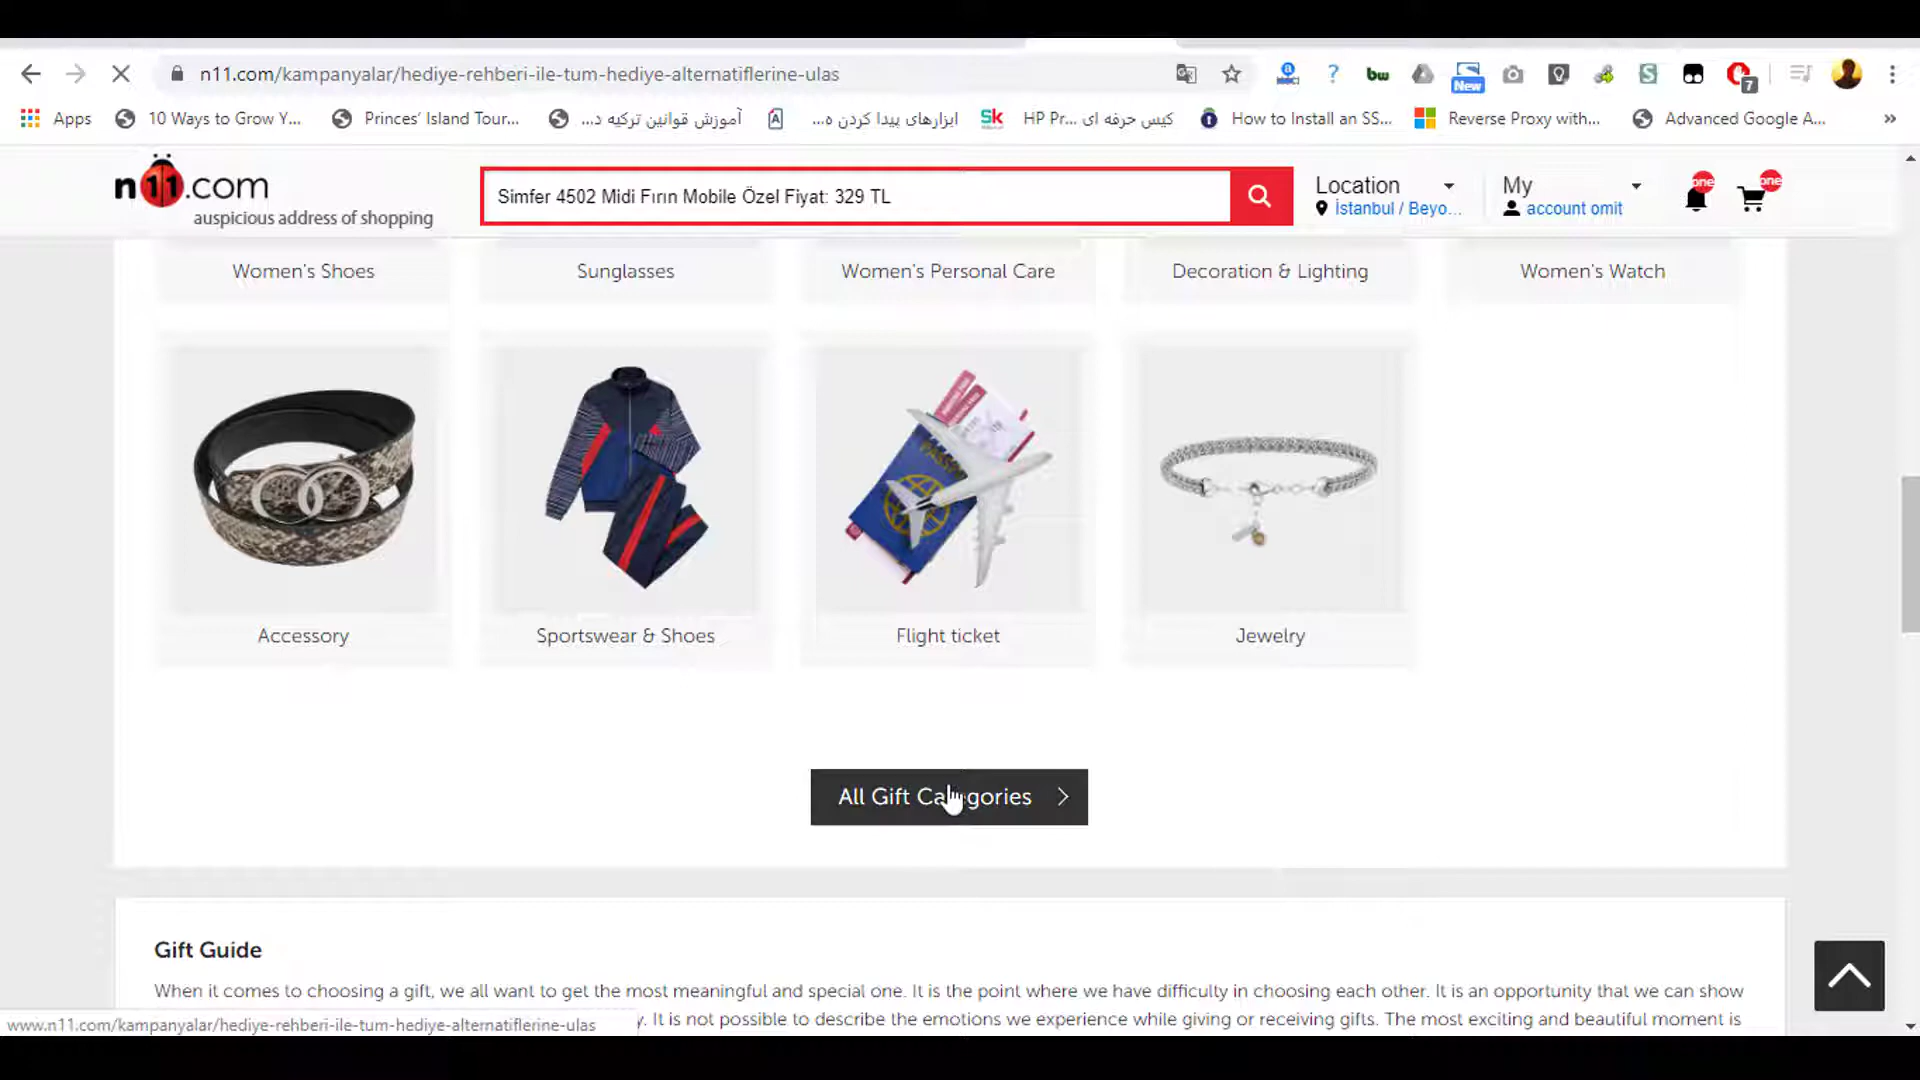 n11.com/kampanyalar/hediye-rehberi-ile-tum-hediye-alternatiflerine-ulas
bw
New
7
Apps
10 Ways to Grow Y...
Princes' Island Tour...
آموزش قوانین ترکیه د...
ابزارهای پیدا کردن ه...
Sk
کیس حرفه ای HP Pr...
How to Install an SS...
Reverse Proxy with...
Advanced Google A...
»
n11.com
auspicious address of shopping
Simfer 4502 Midi Fırın Mobile Özel Fiyat: 329 TL
Location
İstanbul / Beyo...
My
account omit
one
one
Women's Shoes
Sunglasses
Women's Personal Care
Decoration & Lighting
Women's Watch
Accessory
Sportswear & Shoes
Flight ticket
Jewelry
All Gift Categories
Gift Guide
When it comes to choosing a gift, we all want to get the most meaningful and special one. It is the point where we have difficulty in choosing each other. It is an opportunity that we can show
y. It is not possible to describe the emotions we experience while giving or receiving gifts. The most exciting and beautiful moment is
www.n11.com/kampanyalar/hediye-rehberi-ile-tum-hediye-alternatiflerine-ulas